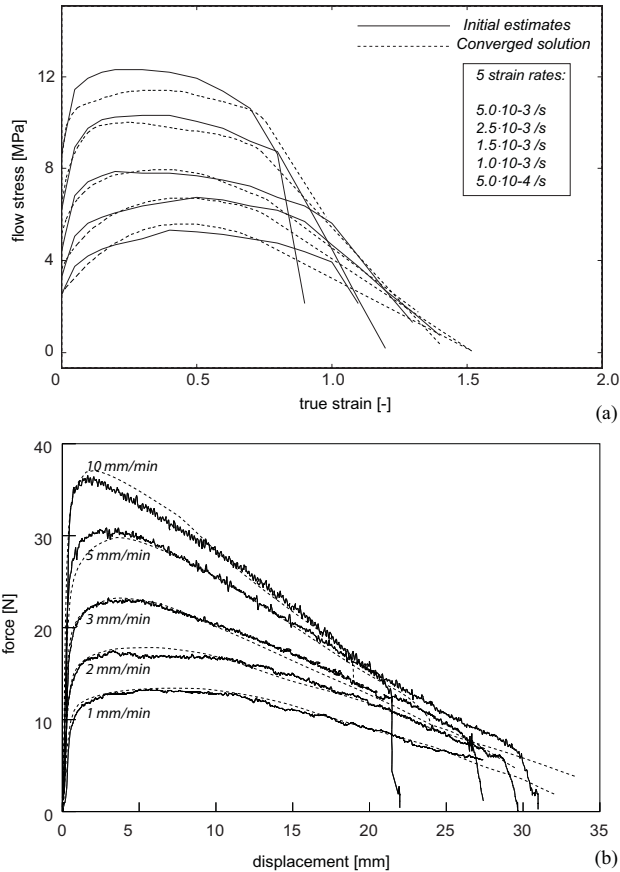 Initial estimates
Converged solution
5 strain rates:
5.0·10-3 /s
2.5·10-3 /s
1.5·10-3 /s
1.0·10-3 /s
5.0·10-4 /s
12
8
4
0
flow stress [MPa]
0 0.5 1.0 1.5 2.0
true strain [-]
(a)
40
30
20
10
0
force [N]
10 mm/min
5 mm/min
3 mm/min
2 mm/min
1 mm/min
0 5 10 15 20 25 30 35
displacement [mm]
(b)